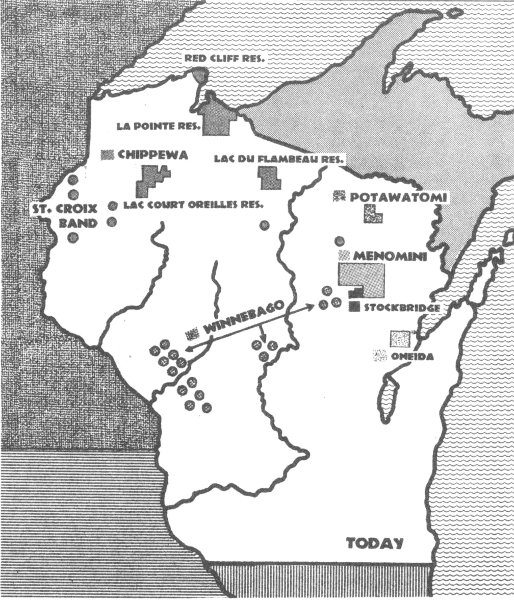 RED CLIFF RES.
LA POINTE RES.
CHIPPEWA
LAC DU FLAMBEAU RES.
POTAWATOMI
ST. CROIX
BAND
LAC COURT OREILLES RES.
MENOMINI
WINNEBAGO
STOCKBRIDGE
ONEIDA
TODAY